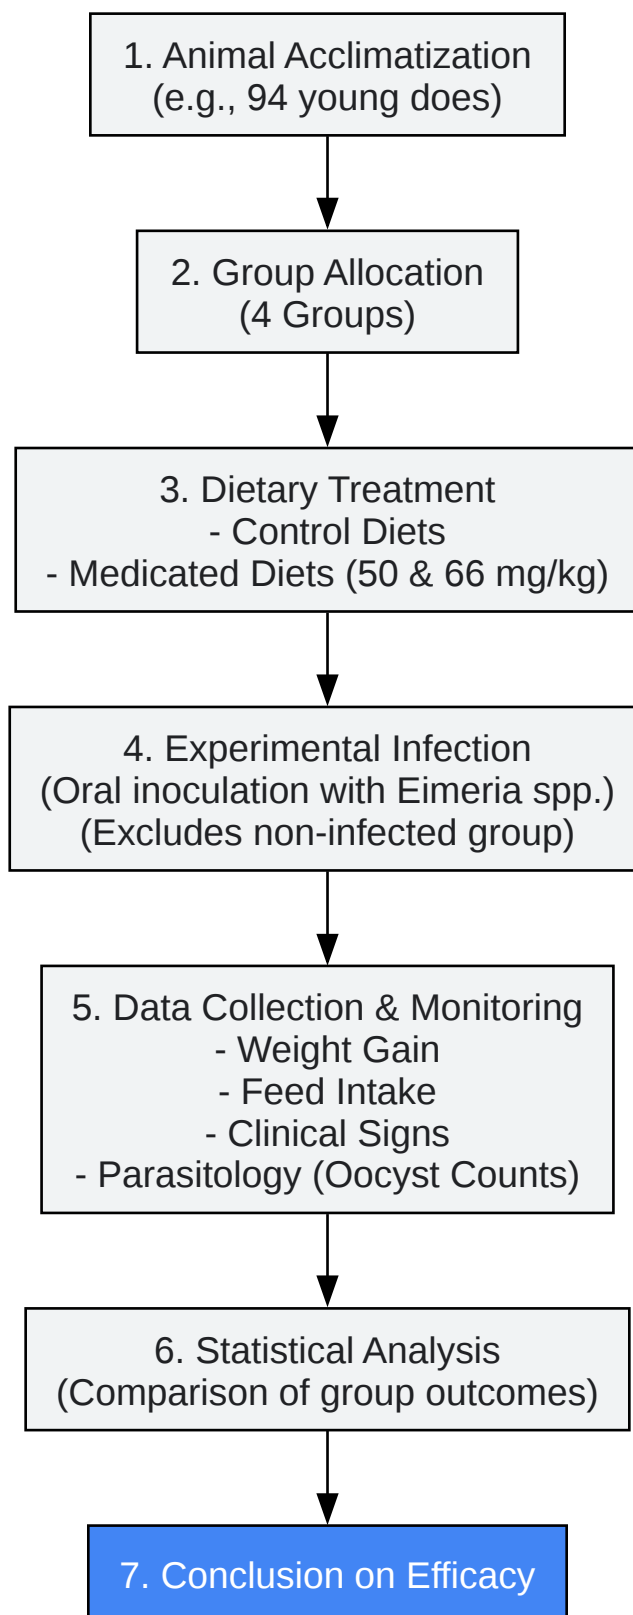 1. Animal Acclimatization
(e.g., 94 young does)
2. Group Allocation
(4 Groups)
3. Dietary Treatment
- Control Diets
- Medicated Diets (50 & 66 mg/kg)
4. Experimental Infection
(Oral inoculation with Eimeria spp.)
(Excludes non-infected group)
5. Data Collection & Monitoring
- Weight Gain
- Feed Intake
- Clinical Signs
- Parasitology (Oocyst Counts)
6. Statistical Analysis
(Comparison of group outcomes)
7. Conclusion on Efficacy